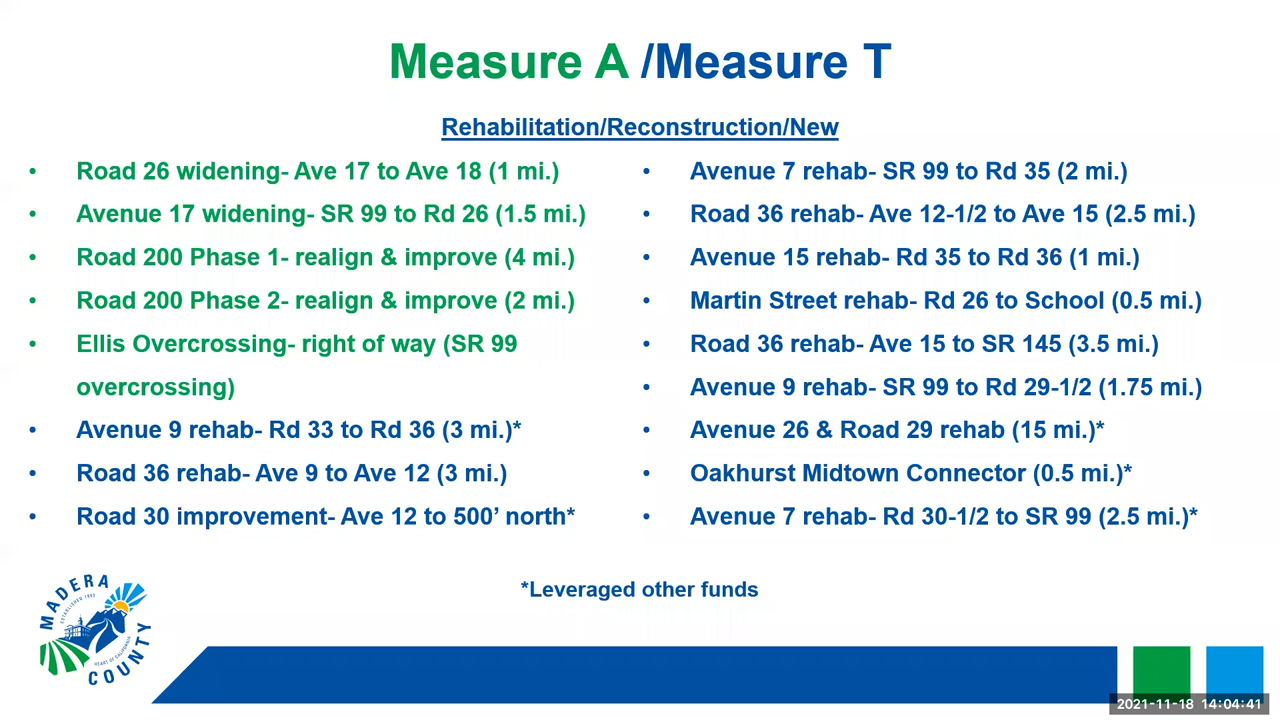 Measure A /Measure T
Rehabilitation/Reconstruction/New
• Road 26 widening- Ave 17 to Ave 18 (1 mi.)
• Avenue 17 widening- SR 99 to Rd 26 (1.5 mi.)
• Road 200 Phase 1- realign & improve (4 mi.)
• Road 200 Phase 2- realign & improve (2 mi.)
• Ellis Overcrossing- right of way (SR 99
overcrossing)
• Avenue 9 rehab- Rd 33 to Rd 36 (3 mi.)*
• Road 36 rehab- Ave 9 to Ave 12 (3 mi.)
• Road 30 improvement- Ave 12 to 500’ north*
• Avenue 7 rehab- SR 99 to Rd 35 (2 mi.)
• Road 36 rehab- Ave 12-1/2 to Ave 15 (2.5 mi.)
• Avenue 15 rehab- Rd 35 to Rd 36 (1 mi.)
• Martin Street rehab- Rd 26 to School (0.5 mi.)
• Road 36 rehab- Ave 15 to SR 145 (3.5 mi.)
• Avenue 9 rehab- SR 99 to Rd 29-1/2 (1.75 mi.)
• Avenue 26 & Road 29 rehab (15 mi.)*
• Oakhurst Midtown Connector (0.5 mi.)*
• Avenue 7 rehab- Rd 30-1/2 to SR 99 (2.5 mi.)*
*Leveraged other funds
MADERA
ESTABLISHED 1893
HEART OF CALIFORNIA
COUNTY
2021-11-18 14:04:41